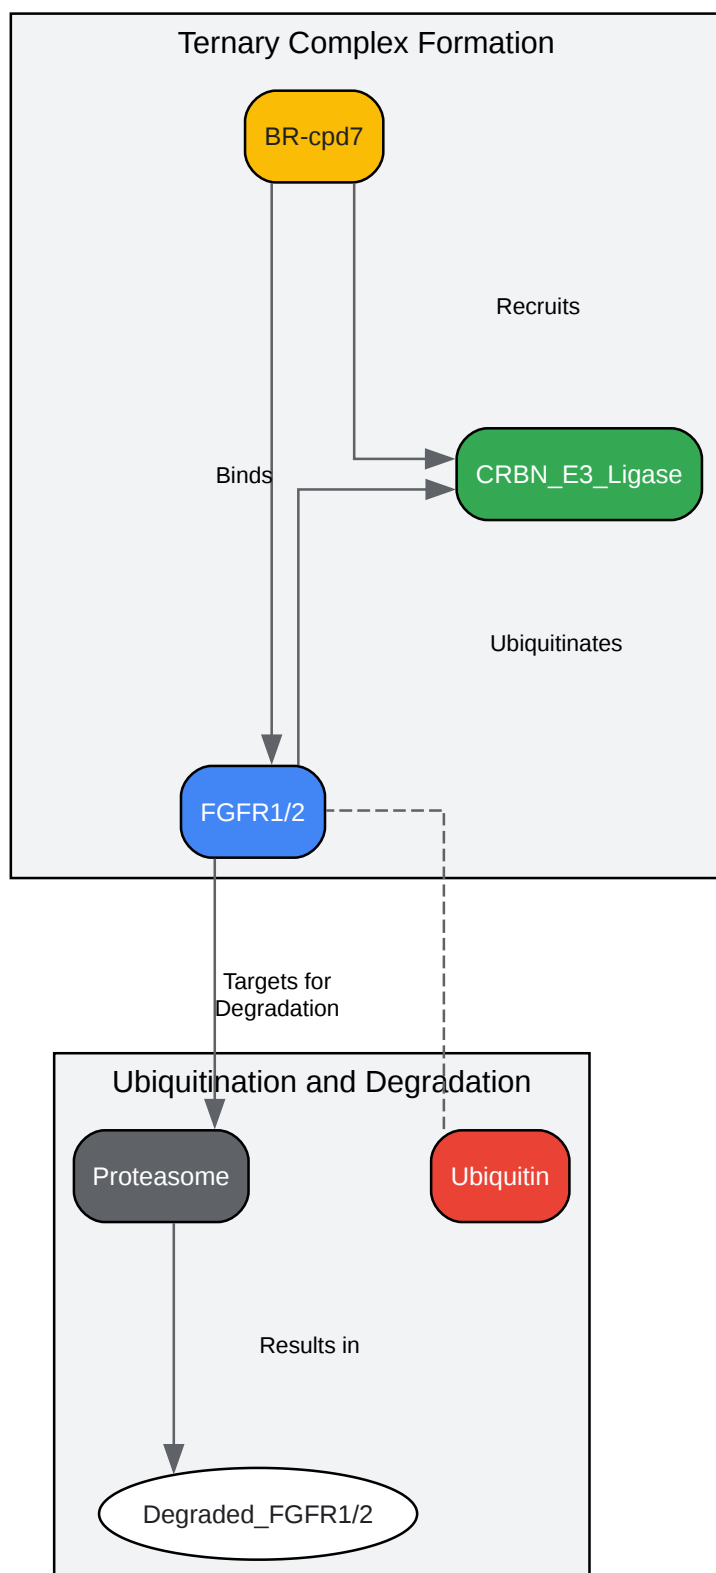 Ternary Complex Formation
BR-cpd7
Recruits
Binds
CRBN_E3_Ligase
Ubiquitinates
FGFR1/2
Targets for
Degradation
Ubiquitination and Degradation
Proteasome
Ubiquitin
Results in
Degraded_FGFR1/2